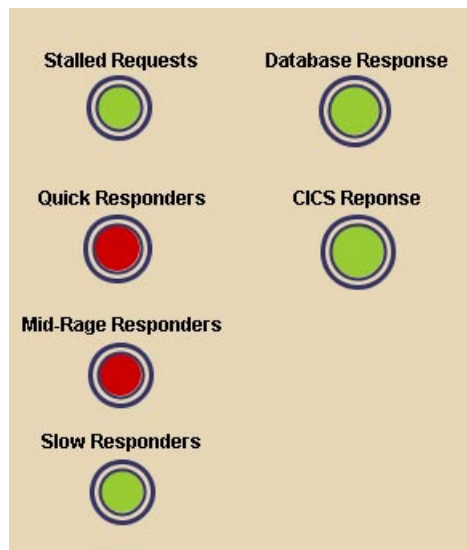 Stalled Requests
Database Response
Quick Responders
CICS Reponse
Mid-Rage Responders
Slow Responders